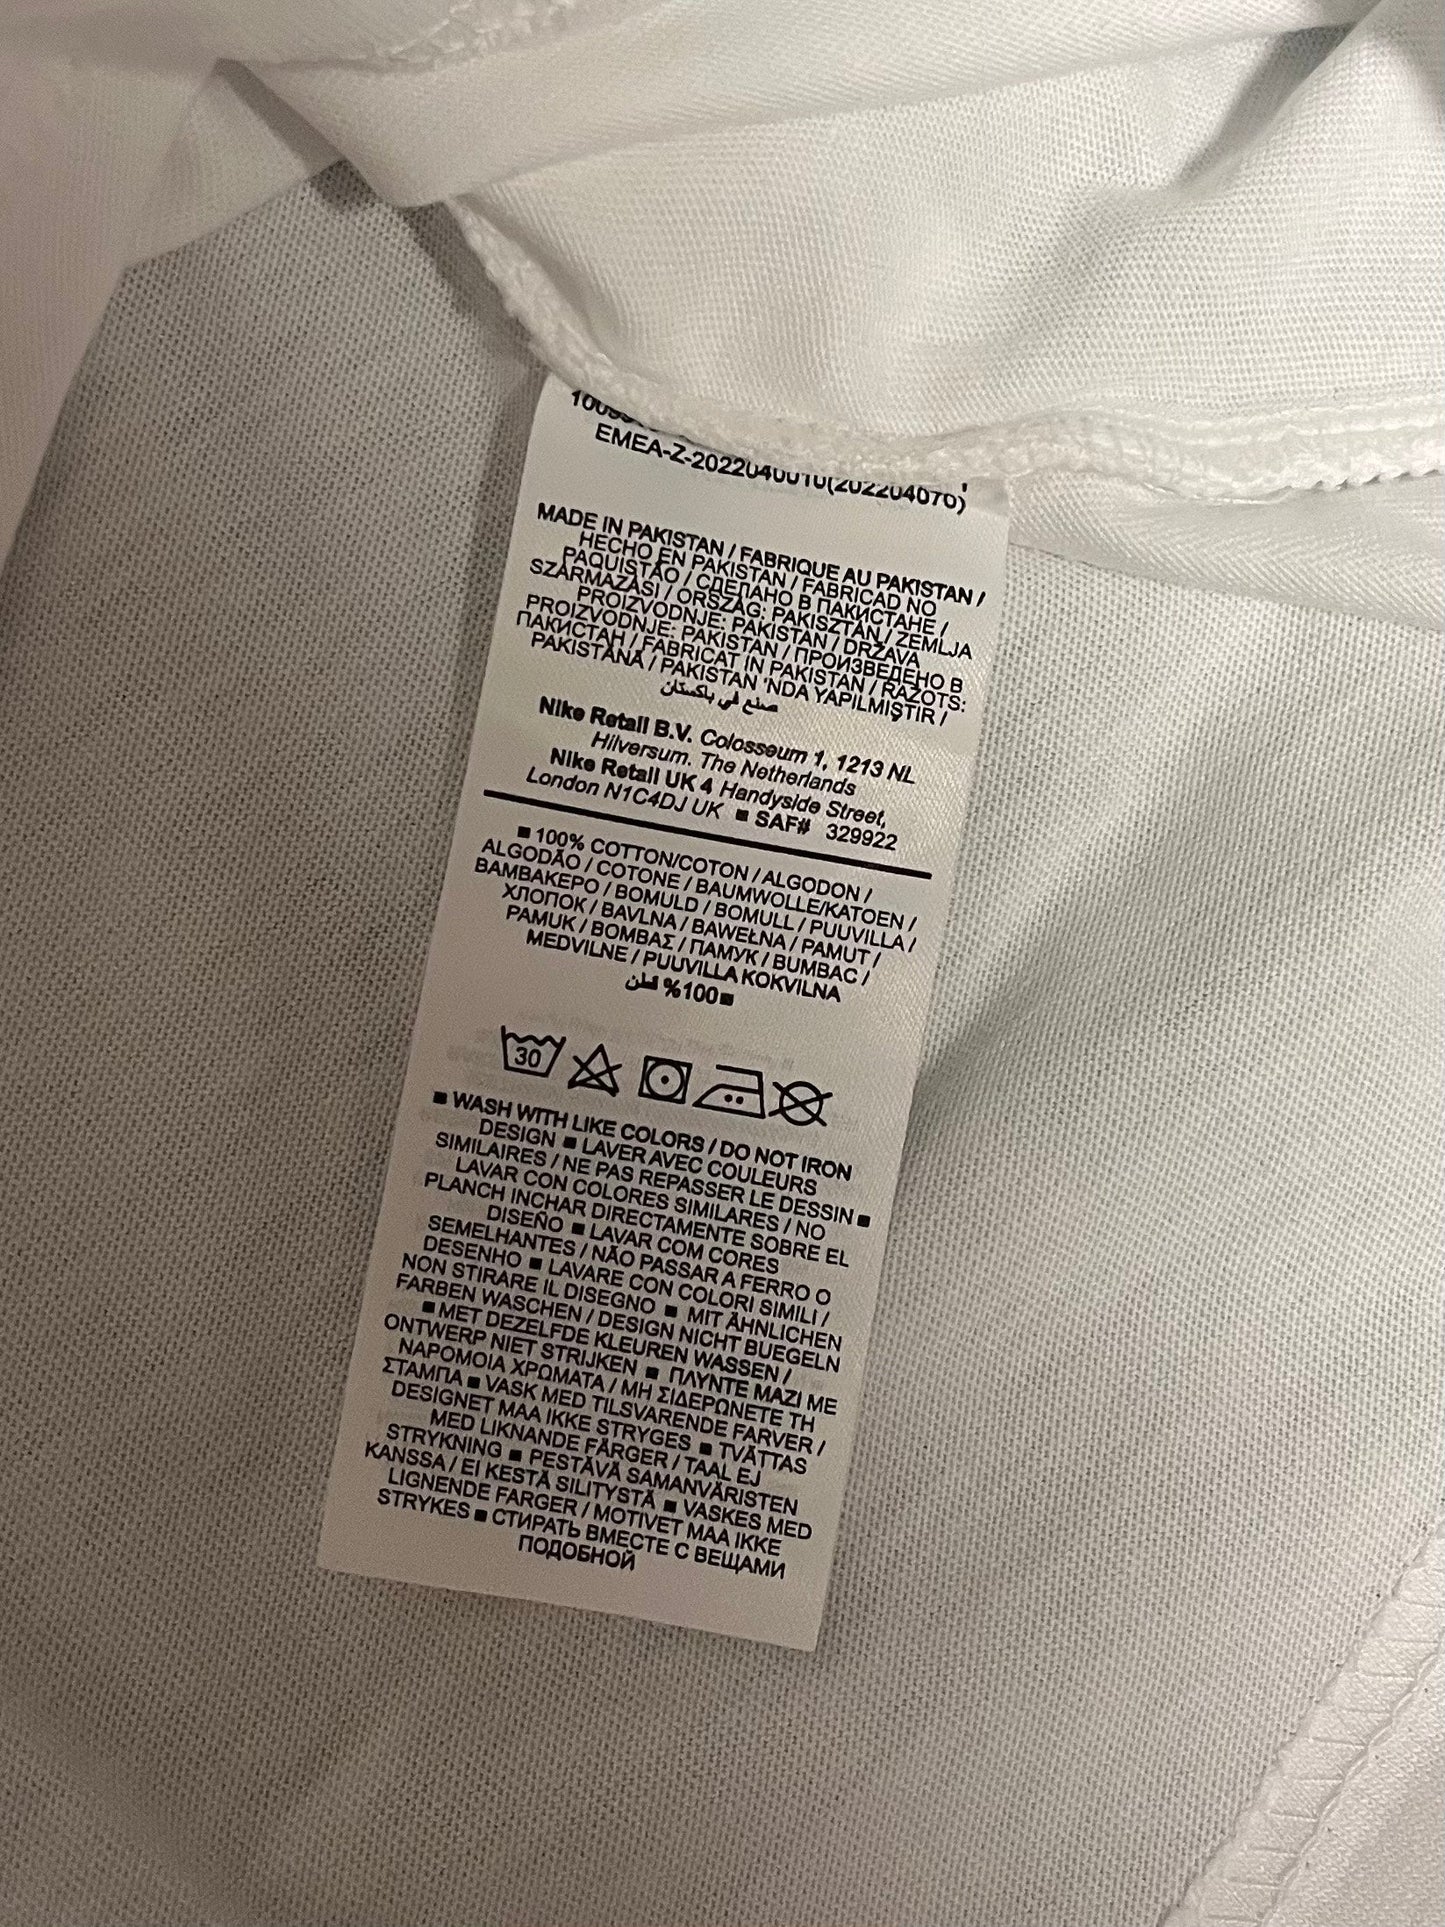 EMEA-Z-2022040010(202204070)
MADE IN PAKISTAN / FABRIQUE AU PAKISTAN /
HECHO EN PAKISTAN / FABRICAD NO
PAQUISTÃO / СДЕЛАНО В ПАКИСТАНЕ /
SZÁRMAZÁSI / ORSZÁG: PAKISZTÁN / ZEMLJA
PROIZVODNJE: PAKISTAN / DRŽAVA
PROIZVODNJE: PAKISTAN / ПРОИЗВЕДЕНО В
ПАКИСТАН / FABRICAT IN PAKISTAN / RAŽOTS:
PAKISTĀNĀ / PAKISTAN 'NDA YAPILMIŞTIR /
صنع في باكستان
Nike Retail B.V. Colosseum 1, 1213 NL
Hilversum. The Netherlands
Nike Retail UK 4 Handyside Street,
London N1C4DJ UK ■ SAF# 329922
■ 100% COTTON/COTON / ALGODON /
ALGODÃO / COTONE / BAUMWOLLE/KATOEN /
ΒΑΜΒΑΚΕΡΟ / BOMULD / BOMULL / PUUVILLA /
ХЛОПОК / BAVLNA / BAWEŁNA / PAMUT /
PAMUK / BOMBAΣ / ПАМУК / BUMBAC /
MEDVILNE / PUUVILLA KOKVILNA
■100% قطن
30
■ WASH WITH LIKE COLORS / DO NOT IRON
DESIGN ■ LAVER AVEC COULEURS
SIMILAIRES / NE PAS REPASSER LE DESSIN ■
LAVAR CON COLORES SIMILARES / NO
PLANCH INCHAR DIRECTAMENTE SOBRE EL
DISEÑO ■ LAVAR COM CORES
SEMELHANTES / NÃO PASSAR A FERRO O
DESENHO ■ LAVARE CON COLORI SIMILI /
NON STIRARE IL DISEGNO ■ MIT ÄHNLICHEN
FARBEN WASCHEN / DESIGN NICHT BUEGELN
■ MET DEZELFDE KLEUREN WASSEN /
ONTWERP NIET STRIJKEN ■ ΠΛΥΝΤΕ ΜΑΖΙ ΜΕ
ΝΑΡΟΜΟΙΑ ΧΡΩΜΑΤΑ / ΜΗ ΣΙΔΕΡΩΝΕΤΕ ΤΗ
ΣΤΑΜΠΑ ■ VASK MED TILSVARENDE FARVER /
DESIGNET MAA IKKE STRYGES ■ TVÄTTAS
MED LIKNANDE FÄRGER / TAAL EJ
STRYKNING ■ PESTÄVÄ SAMANVÄRISTEN
KANSSA / EI KESTÄ SILITYSTÄ ■ VASKES MED
LIGNENDE FARGER / MOTIVET MAA IKKE
STRYKES ■ СТИРАТЬ ВМЕСТЕ С ВЕЩАМИ
ПОДОБНОЙ